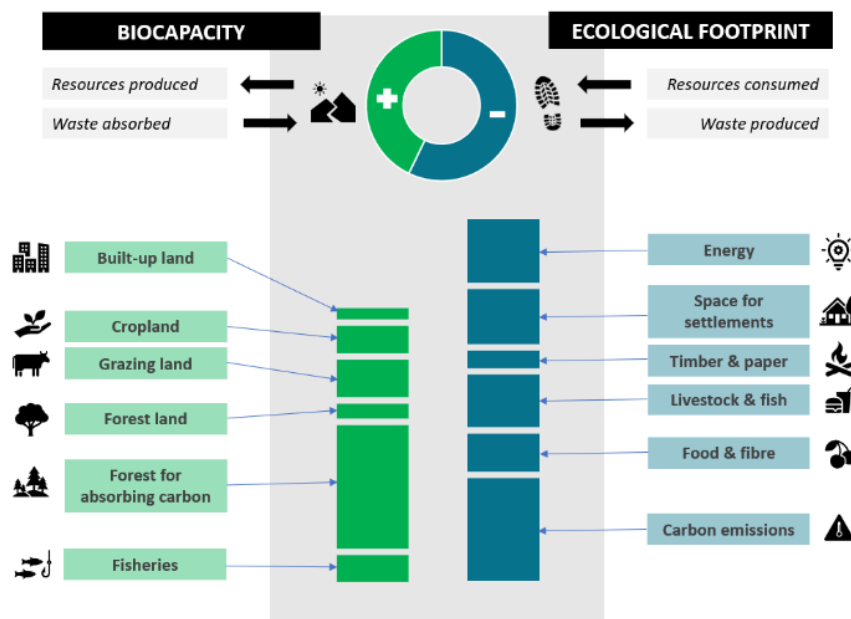 BIOCAPACITY
ECOLOGICAL FOOTPRINT
Resources produced
Waste absorbed
+
-
Resources consumed
Waste produced
Built-up land
Cropland
Grazing land
Forest land
Forest for
absorbing carbon
Fisheries
Energy
Space for
settlements
Timber & paper
Livestock & fish
Food & fibre
Carbon emissions